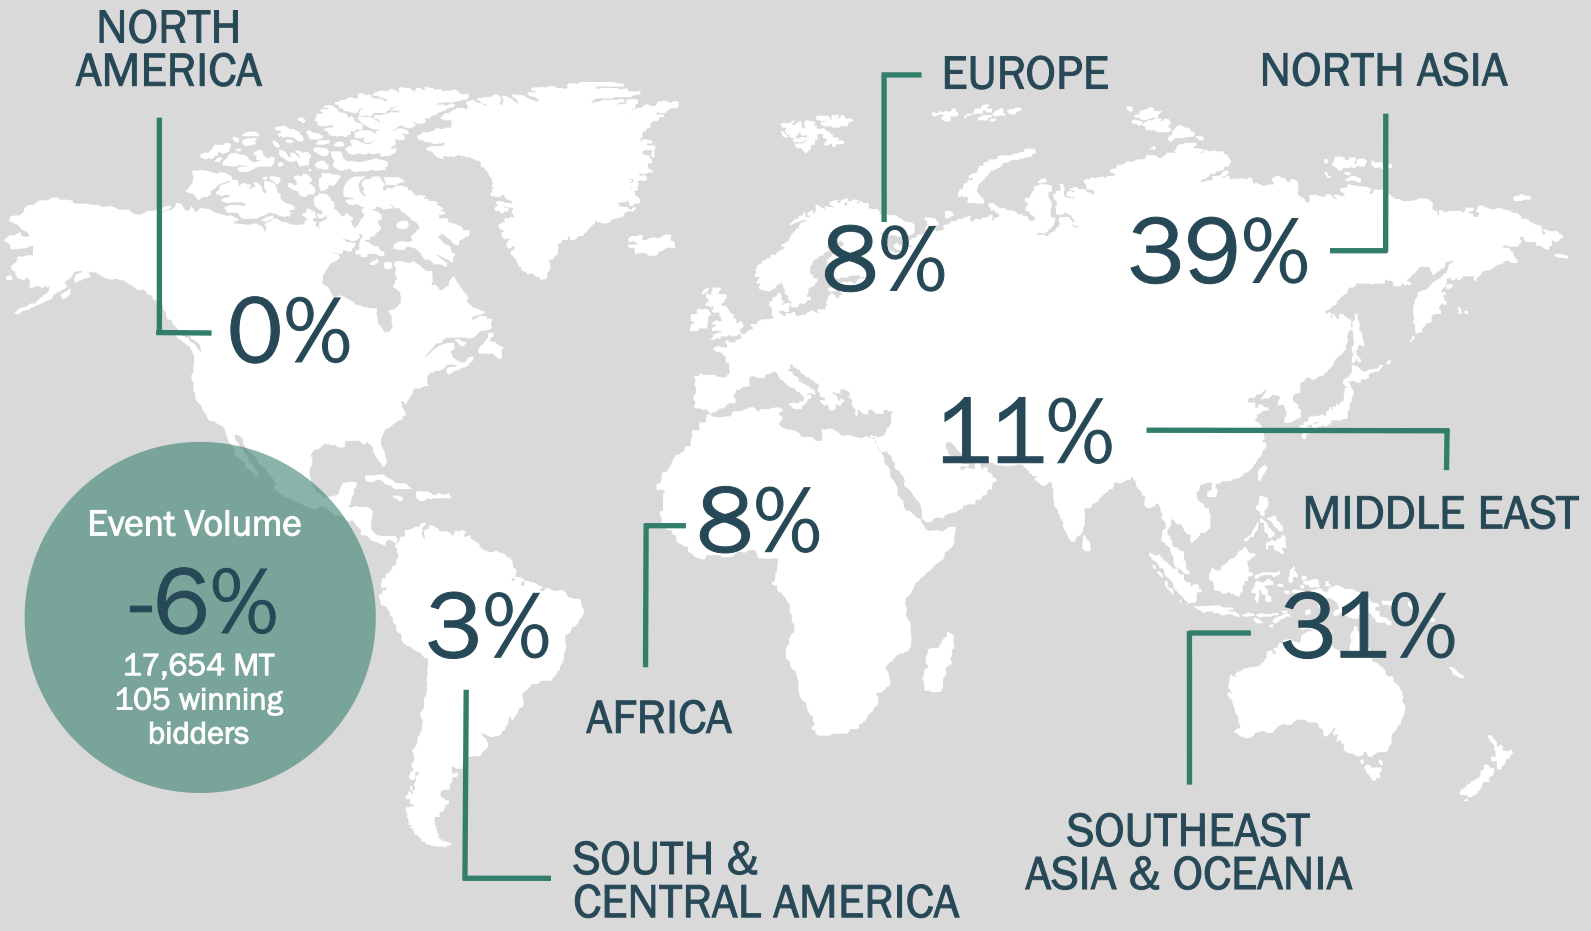 NORTH
AMERICA
0%
EUROPE
8%
NORTH ASIA
39%
11%
MIDDLE EAST
8%
AFRICA
Event Volume
-6%
17,654 MT
105 winning
bidders
3%
SOUTH &
CENTRAL AMERICA
31%
SOUTHEAST
ASIA & OCEANIA